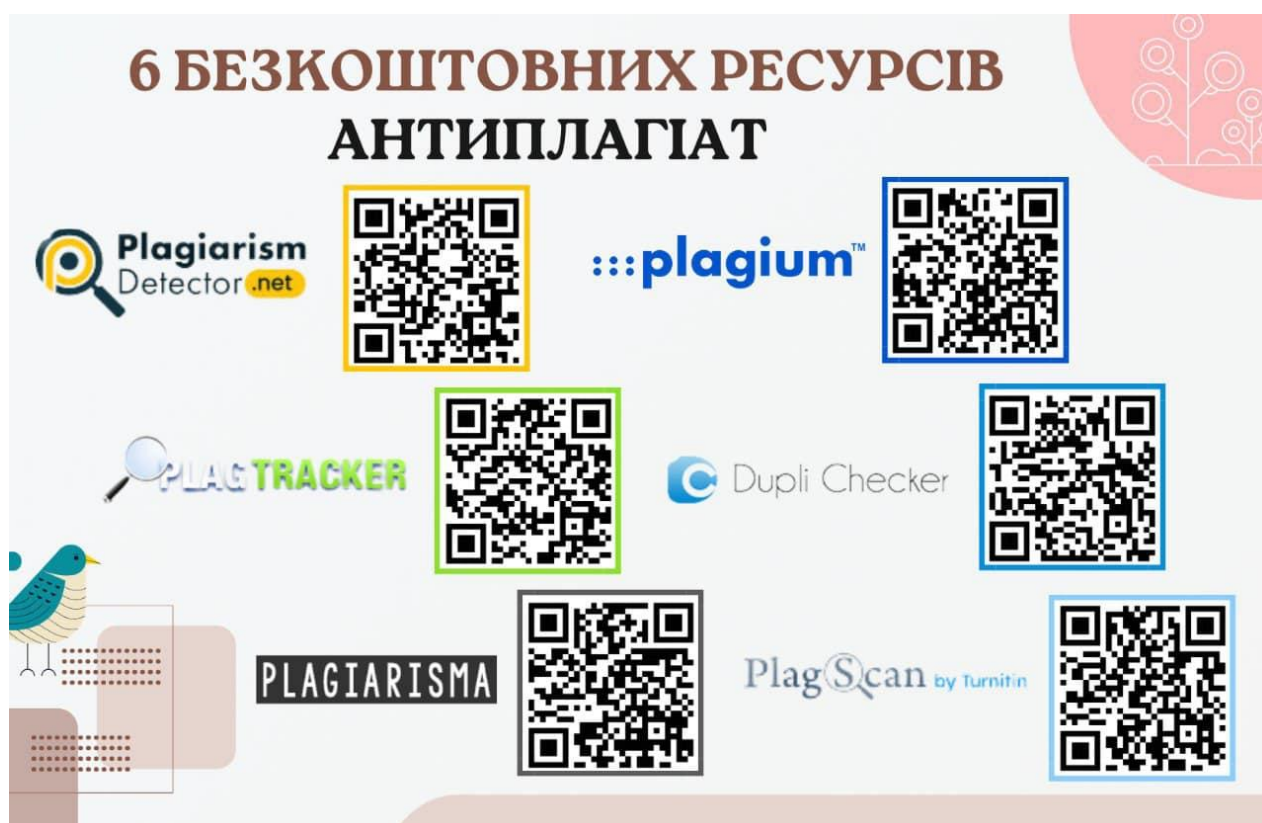 6 БЕЗКОШТОВНИХ РЕСУРСІВ
АНТИПЛАГІАТ
Plagiarism
Detector .net
:::plagium™
PLAGTRACKER
Dupli Checker
PLAGIARISMA
PlagScan by Turnitin